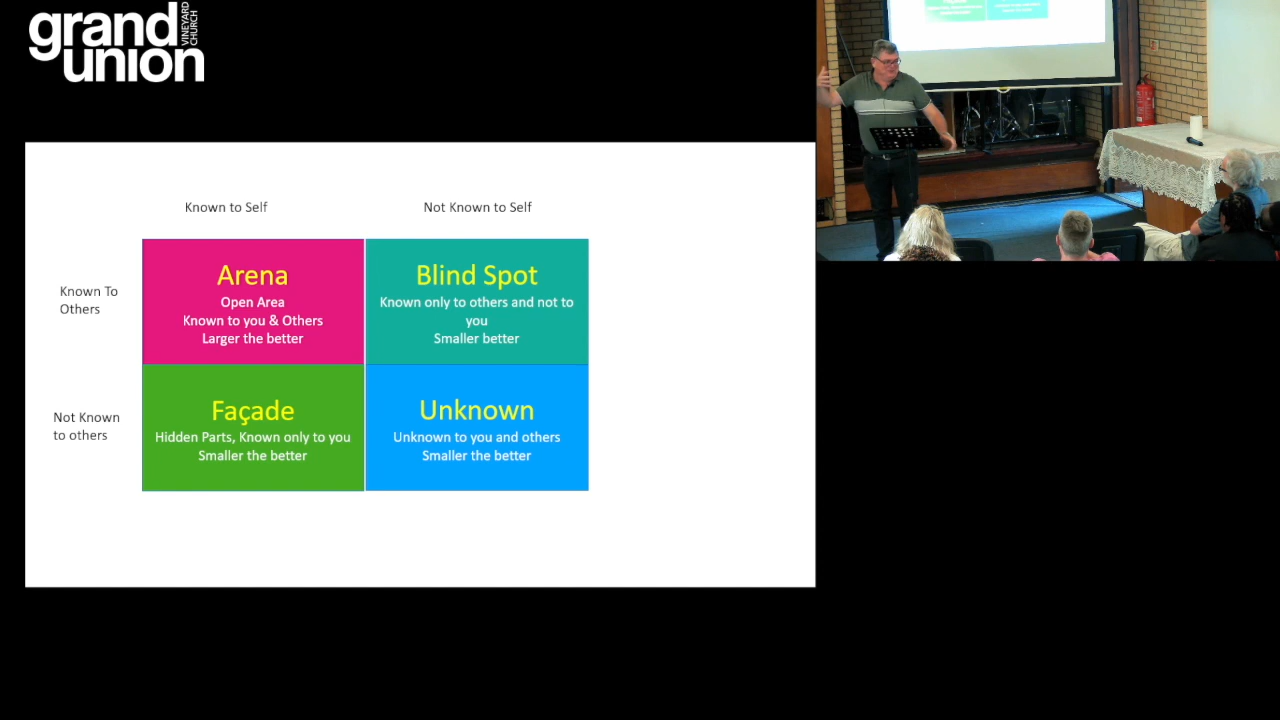 grand
union
VINEYARD
CHURCH
Known to Self
Not Known to Self
Known To
Others
Arena
Open Area
Known to you & Others
Larger the better
Blind Spot
Known only to others and not to
you
Smaller better
Not Known
to others
Façade
Hidden Parts, Known only to you
Smaller the better
Unknown
Unknown to you and others
Smaller the better